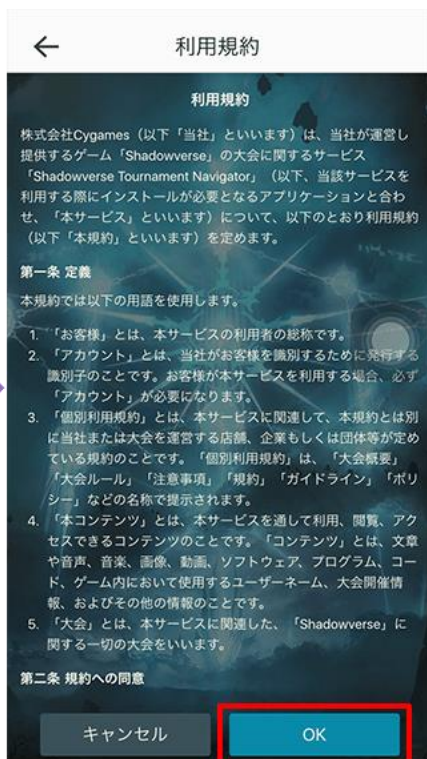 利用規約
利用規約
株式会社Cygames（以下「当社」といいます）は、当社が運営し
提供するゲーム「Shadowverse」の大会に関するサービス
「Shadowverse Tournament Navigator」（以下、当該サービスを
利用する際にインストールが必要となるアプリケーションと合わ
せ、「本サービス」といいます）について、以下のとおり利用規約
（以下「本規約」といいます）を定めます。
第一条 定義
本規約では以下の用語を使用します。
1. 「お客様」とは、本サービスの利用者の総称です。
2. 「アカウント」とは、当社がお客様を識別するために発行する
識別子のことです。お客様が本サービスを利用する場合、必ず
「アカウント」が必要になります。
3. 「個別利用規約」とは、本サービスに関連して、本規約とは別
に当社または大会を運営する店舗、企業もしくは団体等が定め
ている規約のことです。「個別利用規約」は、「大会概要」
「大会ルール」「注意事項」「規約」「ガイドライン」「ポリ
シー」などの名称で提示されます。
4. 「本コンテンツ」とは、本サービスを通して利用、閲覧、アク
セスできるコンテンツのことです。「コンテンツ」とは、文章
や音声、音楽、画像、動画、ソフトウェア、プログラム、コー
ド、ゲーム内において使用するユーザーネーム、大会開催情
報、およびその他の情報のことです。
5. 「大会」とは、本サービスに関連した、「Shadowverse」に
関する一切の大会をいいます。
第二条 規約への同意
キャンセル
OK